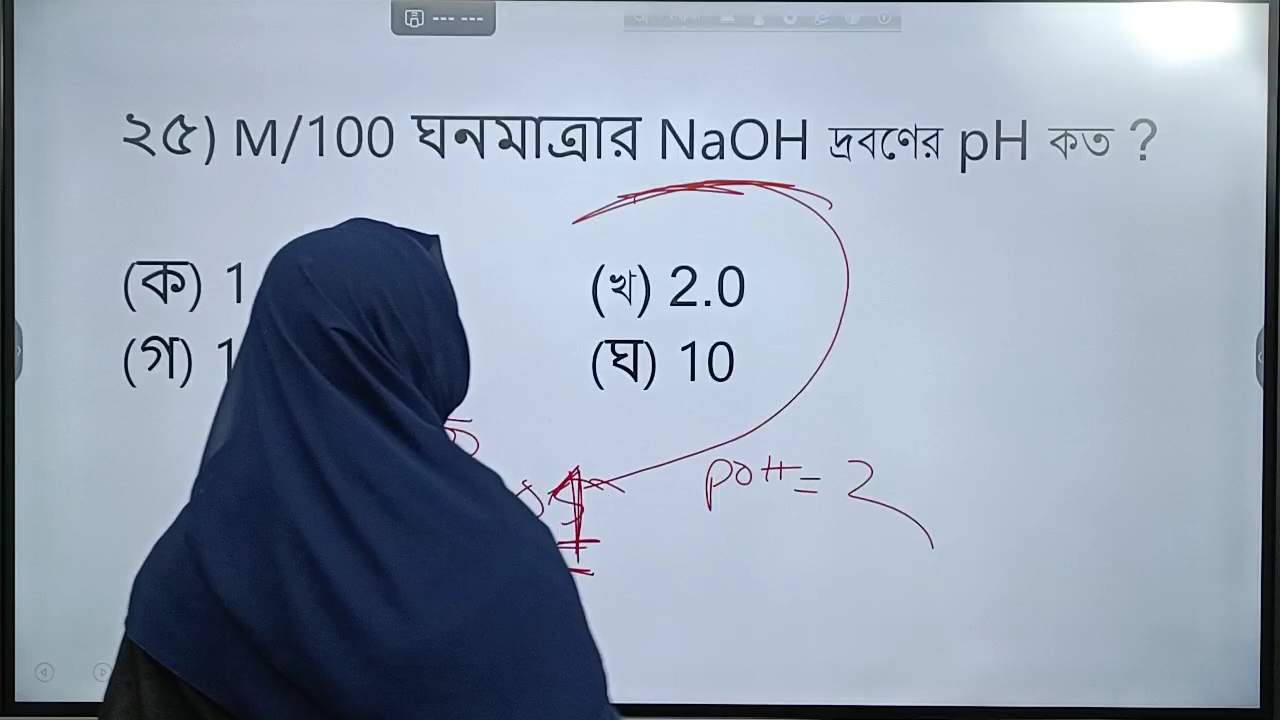 ২৫) M/100 ঘনমাত্রার NaOH দ্রবণের pH কত ?
(ক) 1
(খ) 2.0
(গ) 1
(ঘ) 10
pOH = 2